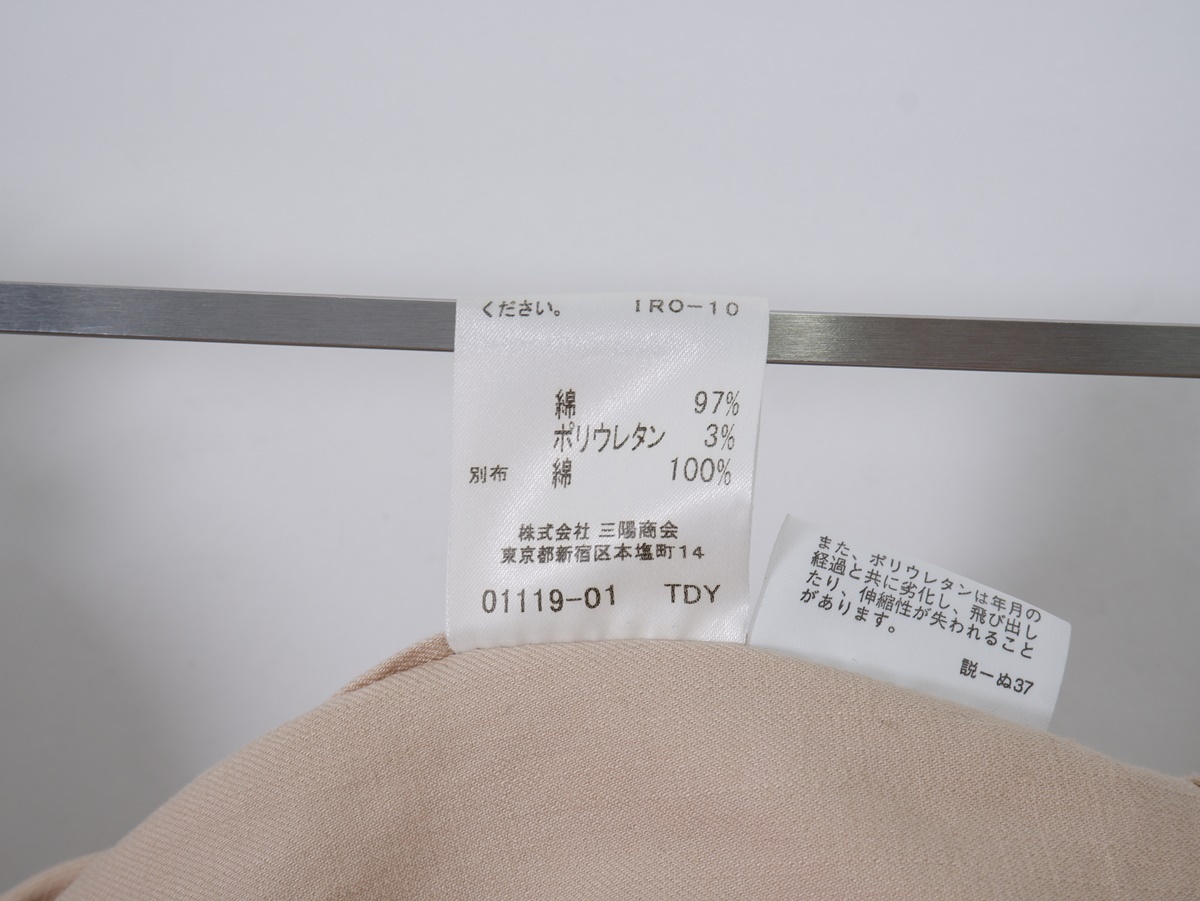 ください。 IRO-10
綿 97%
ポリウレタン 3%
別布 綿 100%
株式会社 三陽商会
東京都新宿区本塩町14
01119-01 TDY
また、ポリウレタンは年月の
経過と共に劣化し、飛び出し
たり、伸縮性が失われること
があります。
説-ぬ37